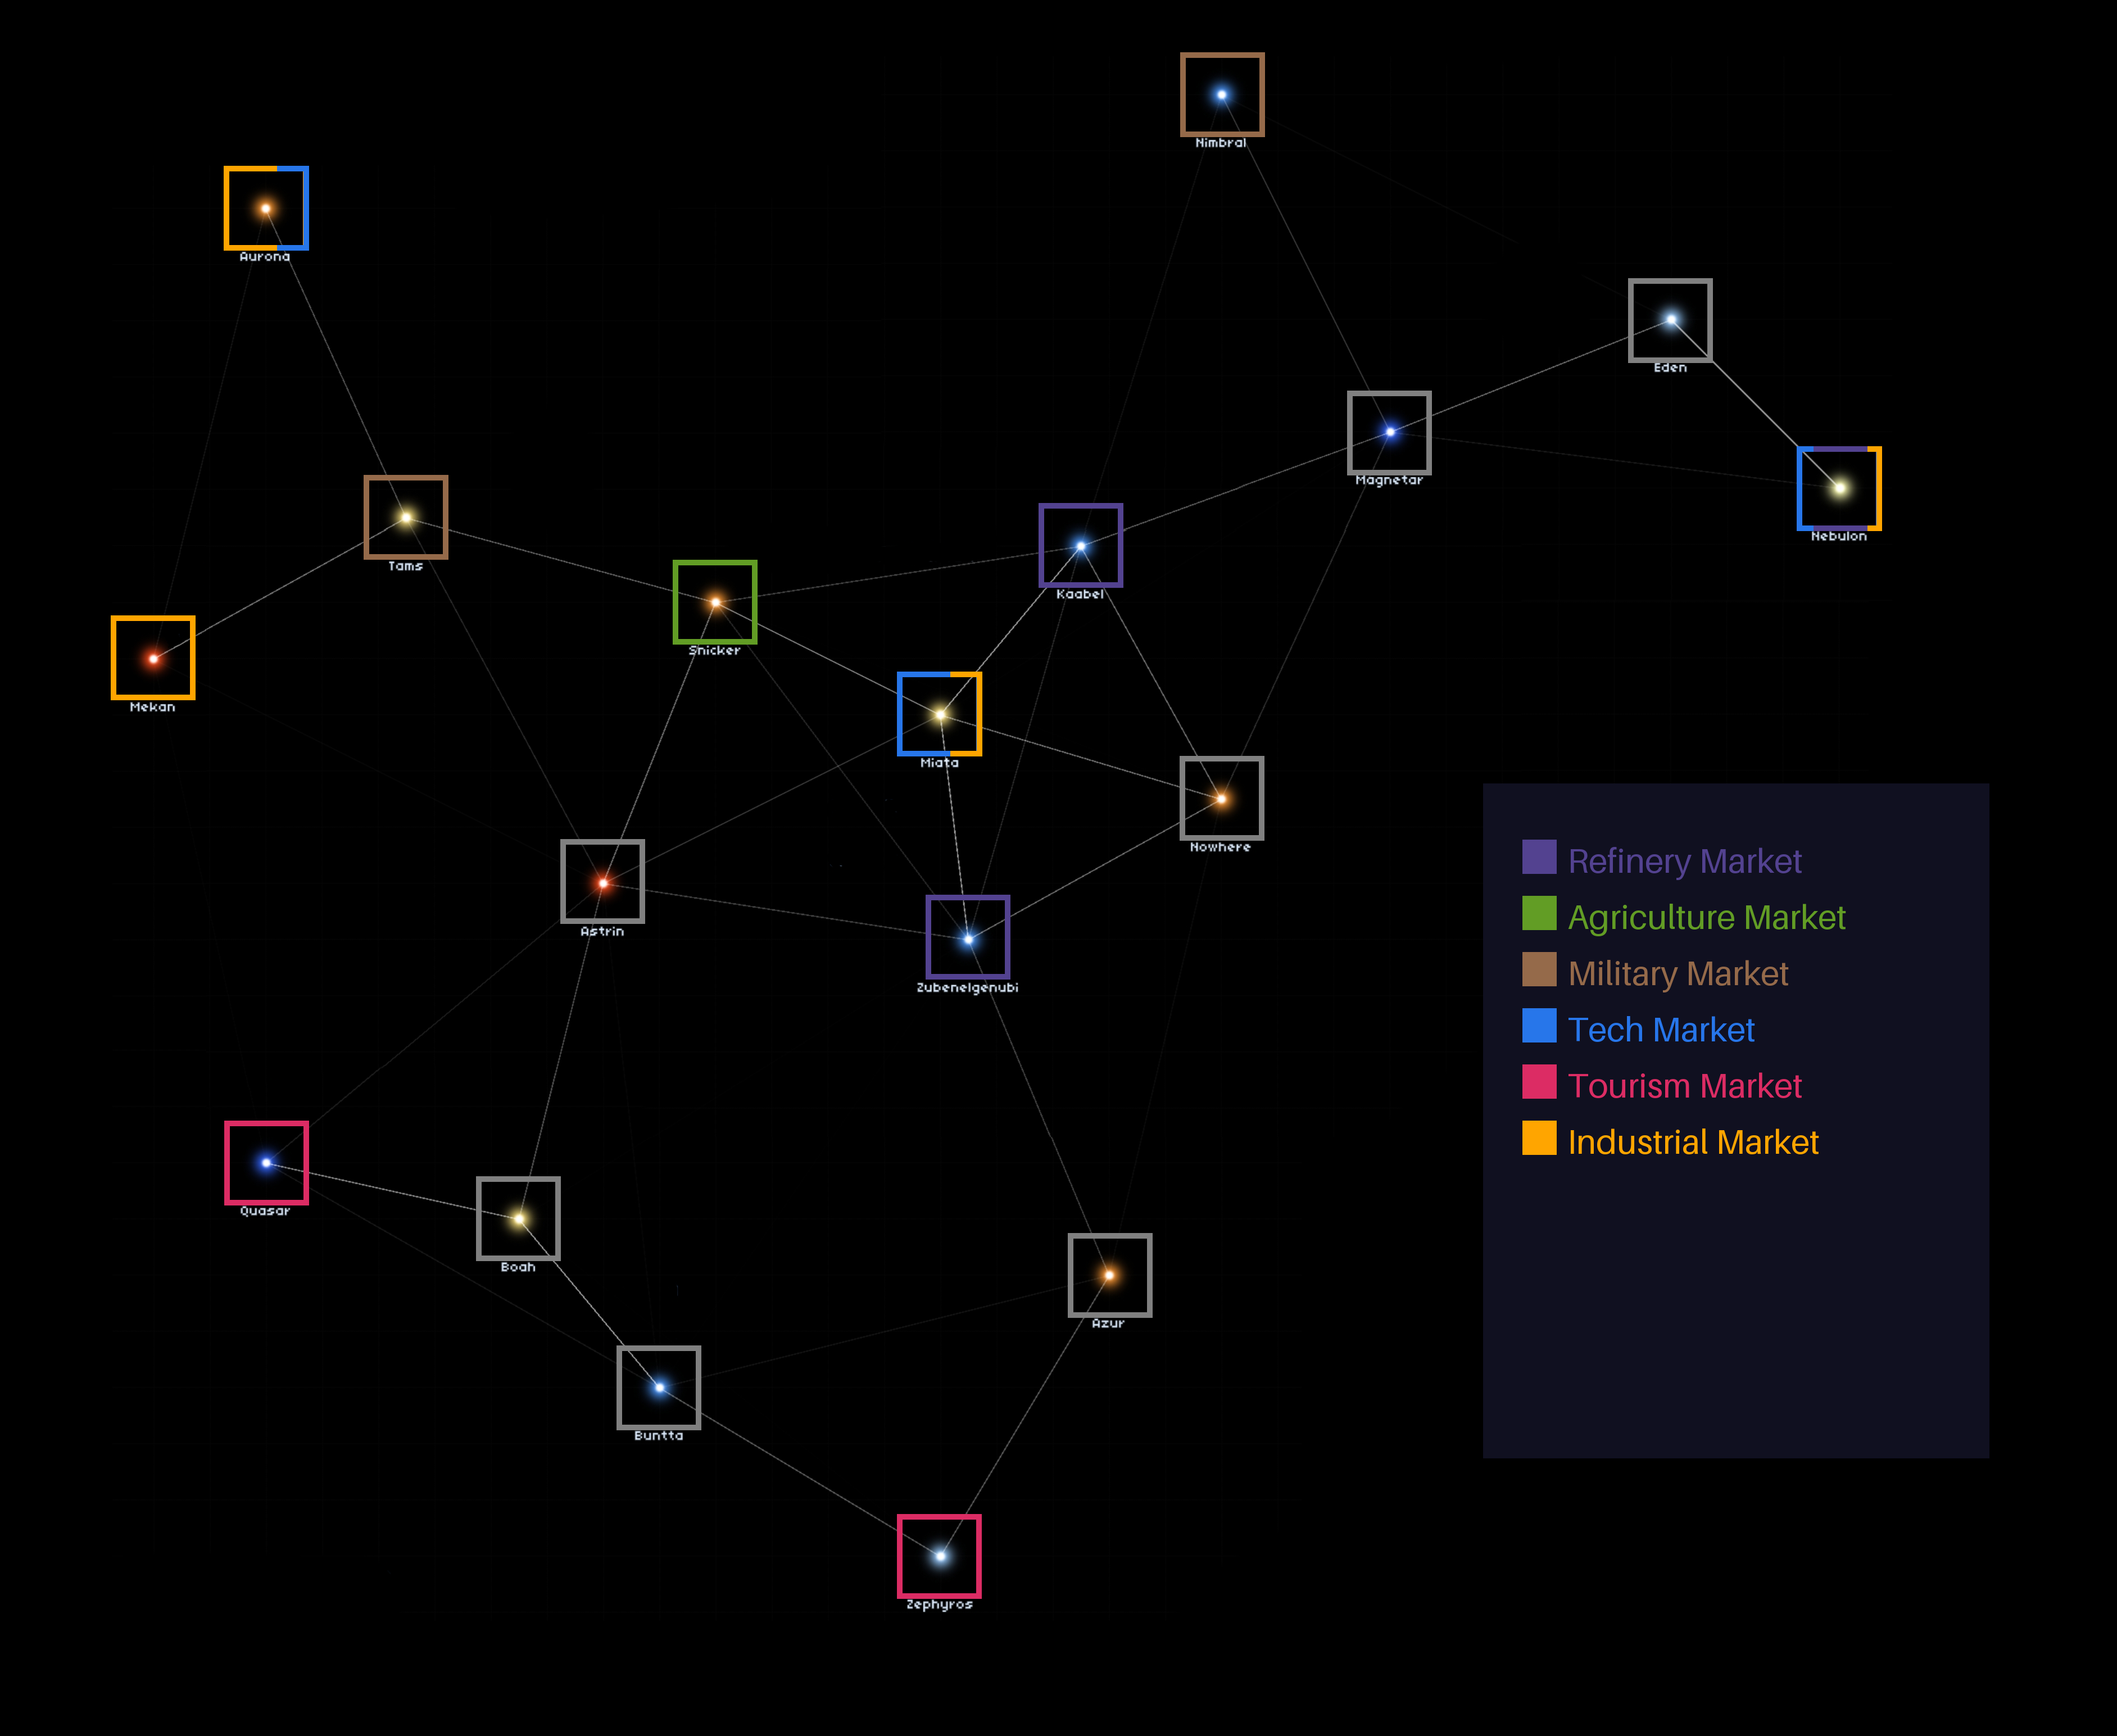 Nimbral
Aurona
Eden
Magnetar
Nebulon
Tams
Kaabel
Shicker
Mekan
Miata
Nowhere
Astrin
Zubenelgenubi
Quasar
Boah
Azur
Buntta
Zephyros
Refinery Market
Agriculture Market
Military Market
Tech Market
Tourism Market
Industrial Market